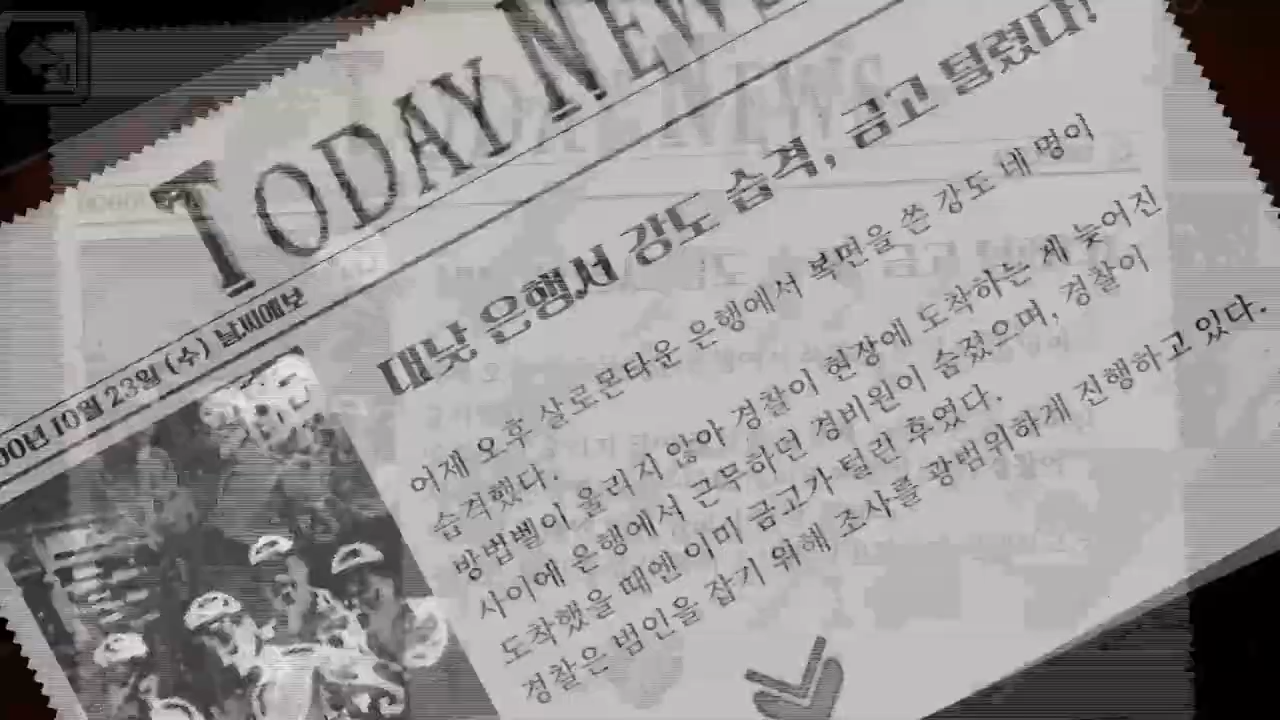 TODAY NEWS
00년 10월 23일 (수) 날씨예보
대낮 은행서 강도 습격, 금고 털렸다!
어제 오후 살로몬타운 은행에서 복면을 쓴 강도 네 명이
습격했다.
방범벨이 울리지 않아 경찰이 현장에 도착하는 게 늦어진
사이에 은행에서 근무하던 경비원이 숨졌으며, 경찰이
도착했을 때엔 이미 금고가 털린 후였다.
경찰은 범인을 잡기 위해 조사를 광범위하게 진행하고 있다.